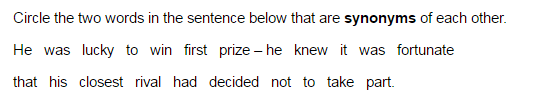 Circle the two words in the sentence below that are synonyms of each other.
He was lucky to win first prize – he knew it was fortunate
that his closest rival had decided not to take part.